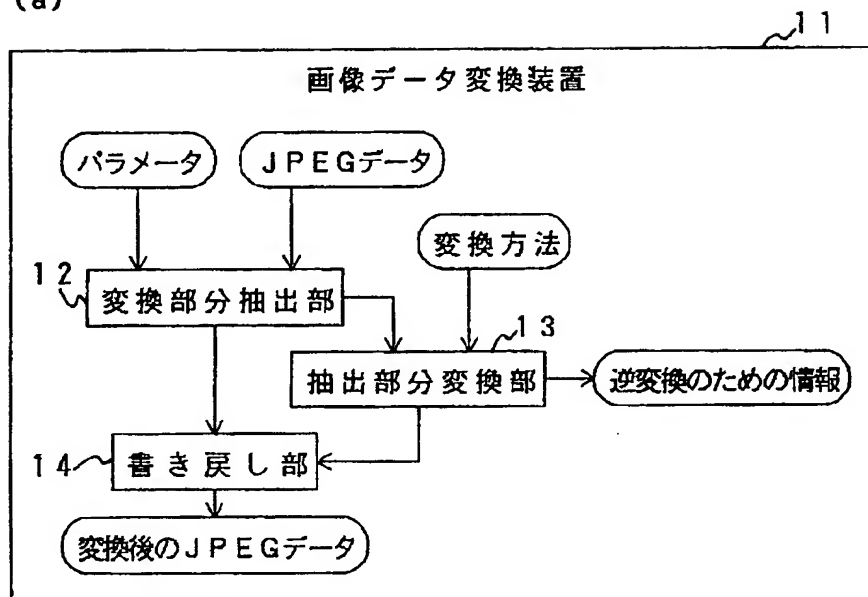 (a)
11
画像データ変換装置
パラメータ
JPEGデータ
変換方法
12
変換部分抽出部
13
抽出部分変換部
逆変換のための情報
14
書き戻し部
変換後のJPEGデータ